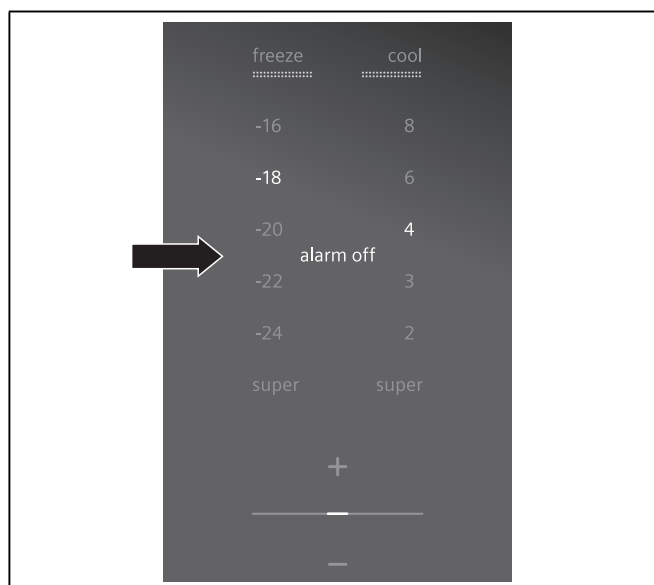 freeze cool
-16 8
-18 6
-20 4
alarm off
-22 3
-24 2
super super
+
−